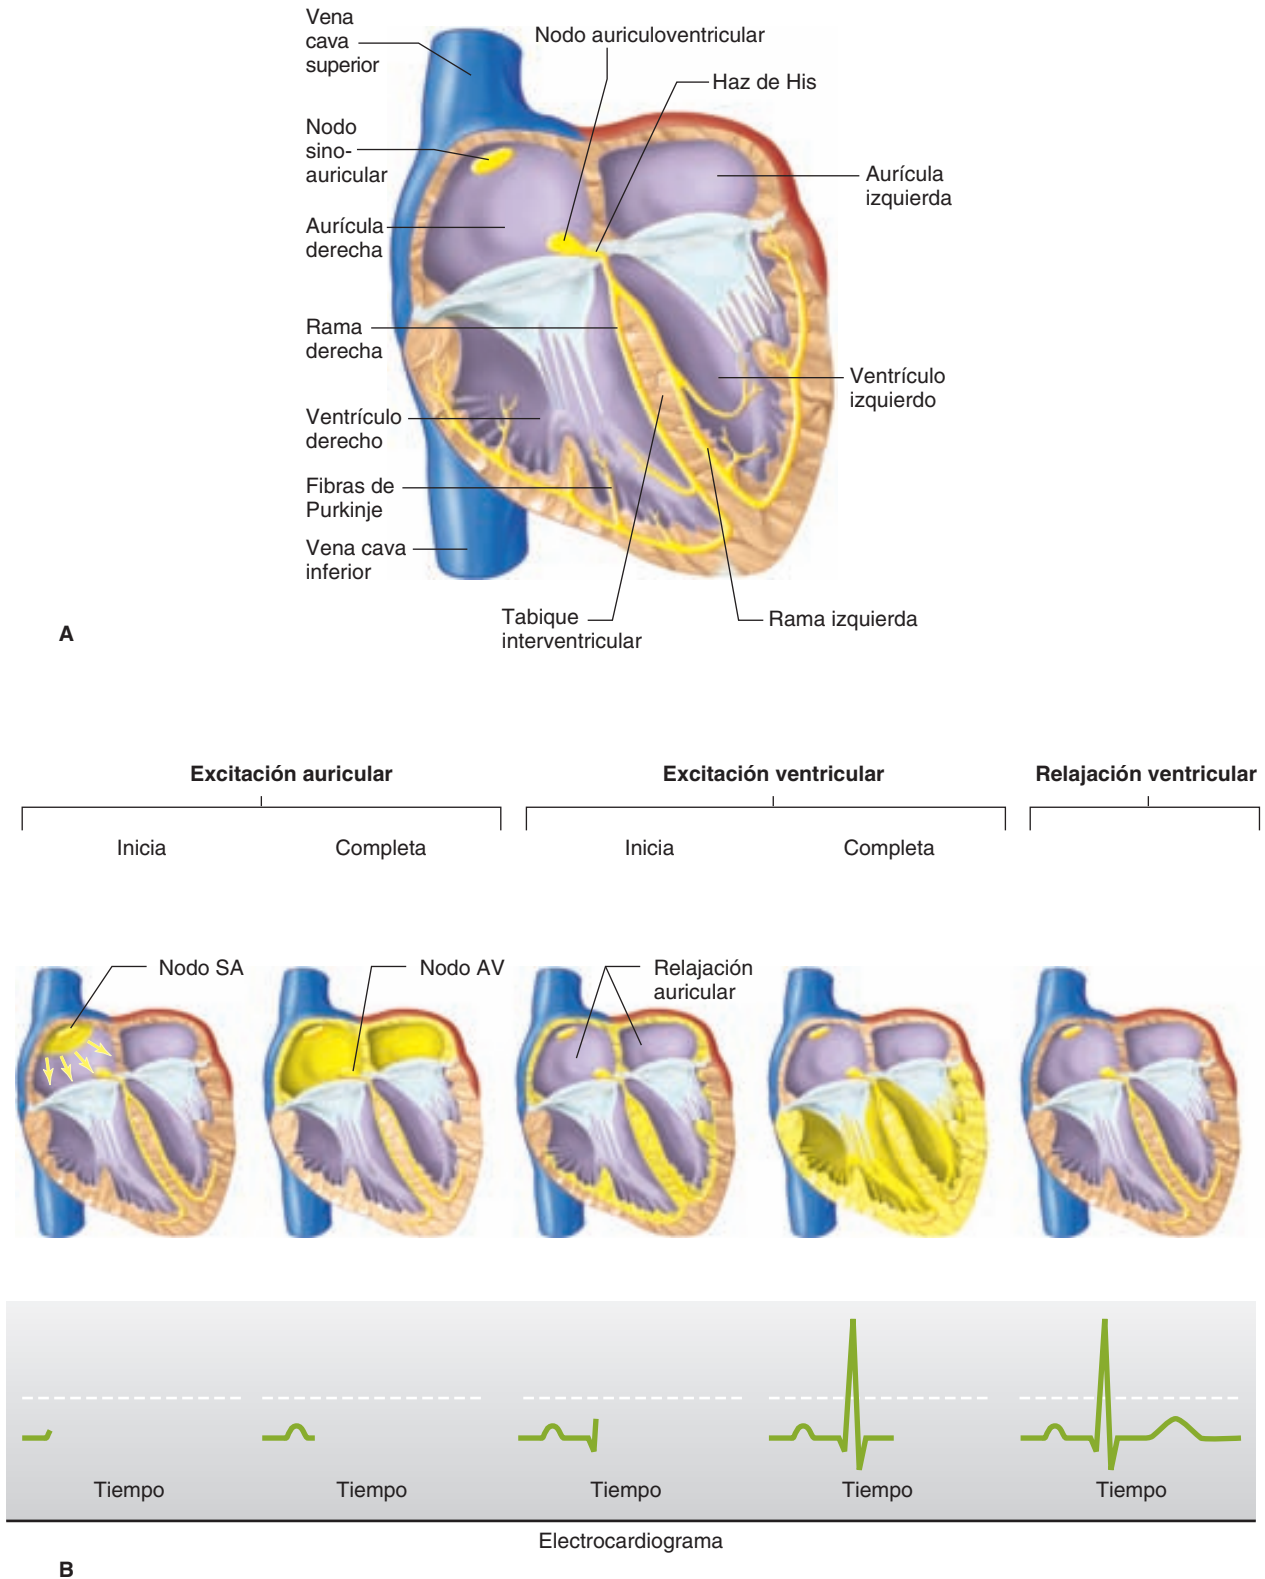 Vena
cava
superior
Nodo auriculoventricular
Haz de His
Nodo
sino-
auricular
Aurícula
izquierda
Aurícula
derecha
Rama
derecha
Ventrículo
izquierdo
Ventrículo
derecho
Fibras de
Purkinje
Vena cava
inferior
Tabique
interventricular
Rama izquierda
A
Excitación auricular
Excitación ventricular
Relajación ventricular
Inicia
Completa
Inicia
Completa
Nodo SA
Nodo AV
Relajación
auricular
Tiempo
Tiempo
Tiempo
Tiempo
Tiempo
Electrocardiograma
B